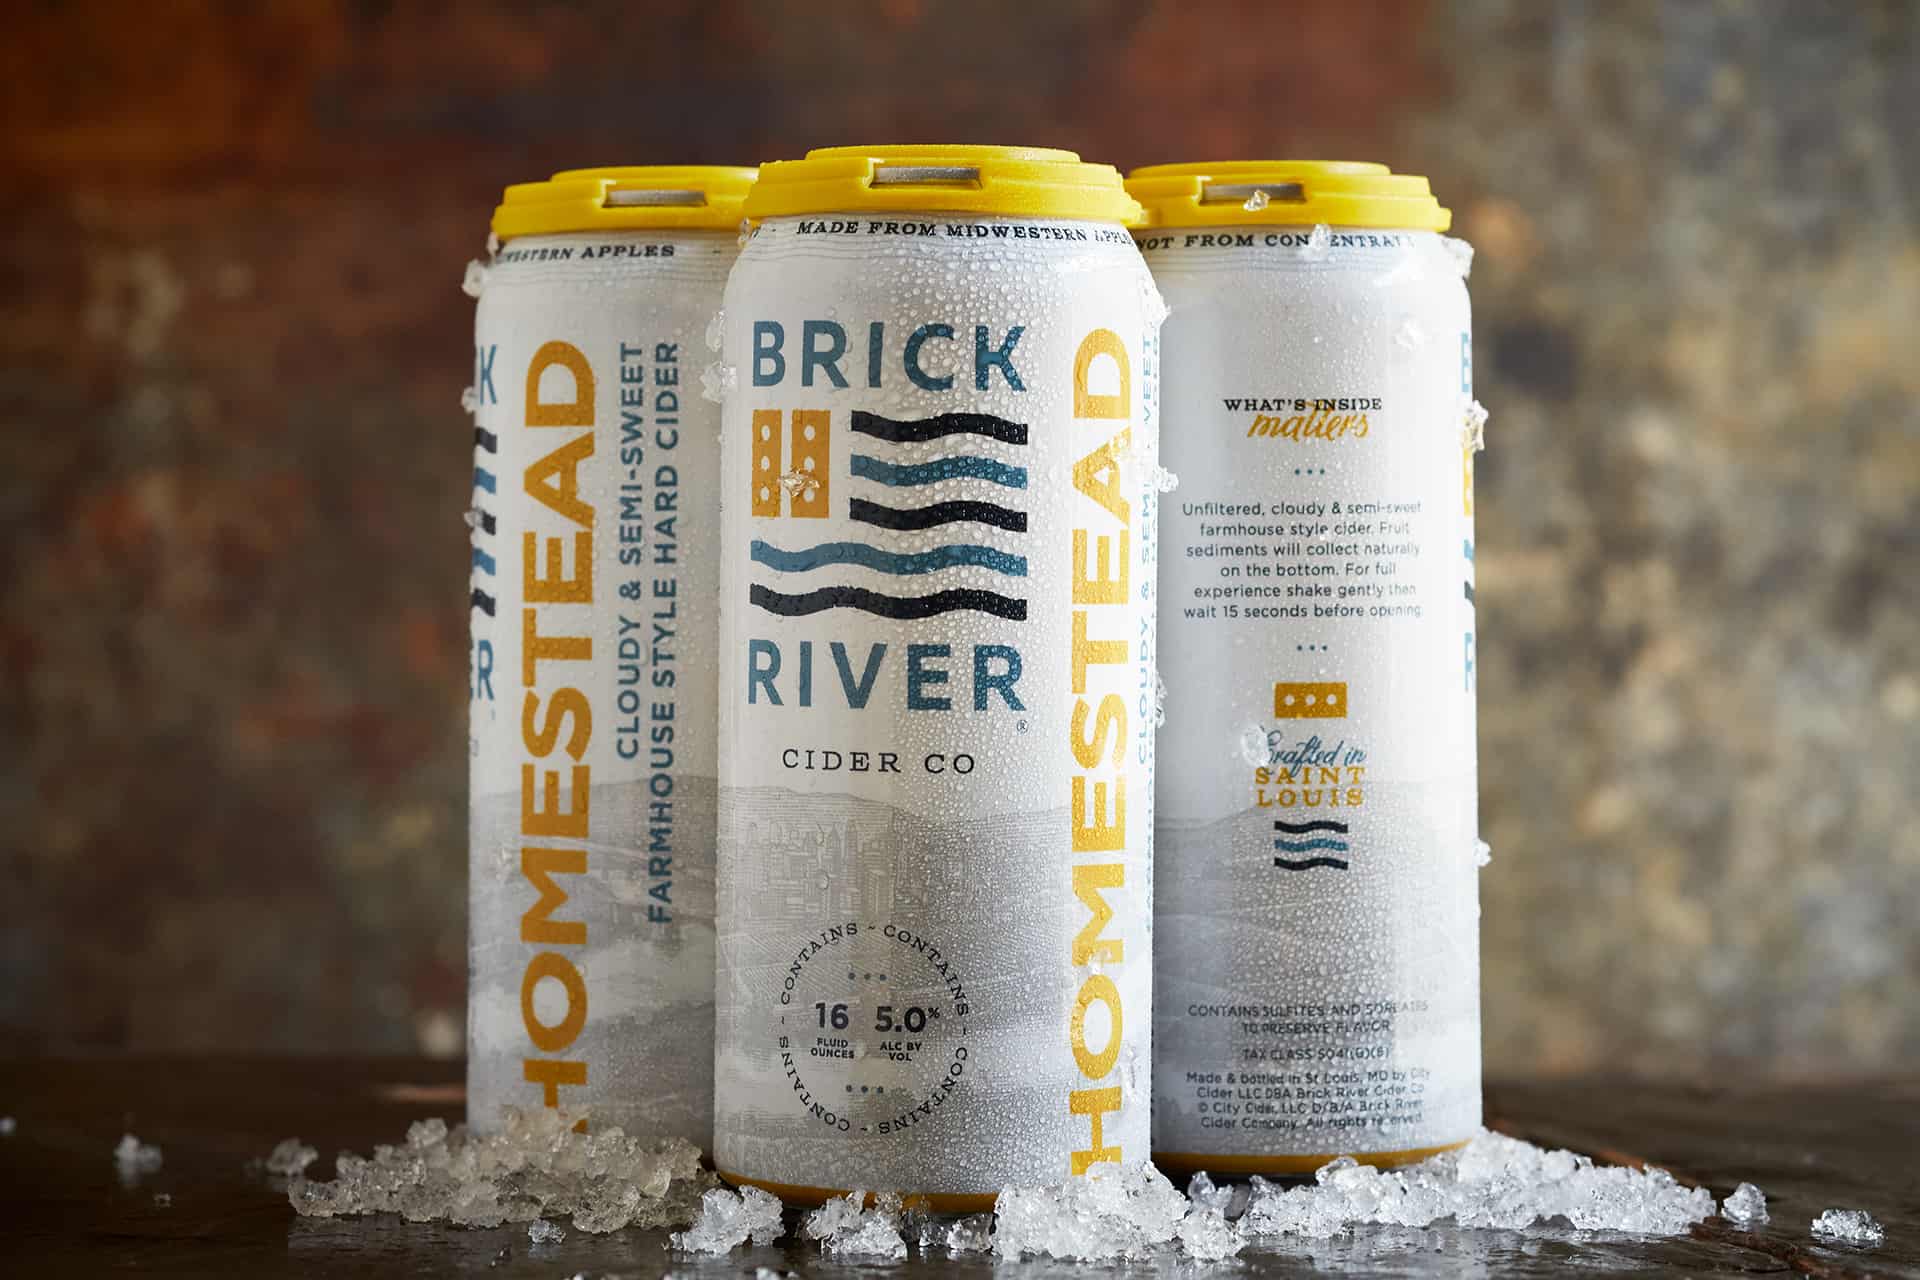 WESTERN APPLES -
K
ER
HOMESTEAD
CLOUDY & SEMI-SWEET
FARMHOUSE STYLE HARD CIDER
- MADE FROM MIDWESTERN APPLE
BRICK
RIVER
®
CIDER CO
CONTAINS ~ CONTAINS ~ CONTAINS ~ CONTAINS ~ CONTAINS ~ CONTAINS ~
16 5.0%
FLUID OUNCES
ALC BY VOL
HOMESTEAD
CLOUDY & SEMI-SWEET
NOT FROM CONCENTRATE
WHAT'S INSIDE
matters
Unfiltered, cloudy & semi-sweet
farmhouse style cider. Fruit
sediments will collect naturally
on the bottom. For full
experience shake gently then
wait 15 seconds before opening.
Crafted in
SAINT
LOUIS
CONTAINS SULFITES AND SORBATES
TO PRESERVE FLAVOR
TAX CLASS 5041(B)(6)
Made & bottled in St Louis, MO by City
Cider LLC DBA Brick River Cider Co.
© City Cider, LLC D/B/A Brick River
Cider Company. All rights reserved.
B
R